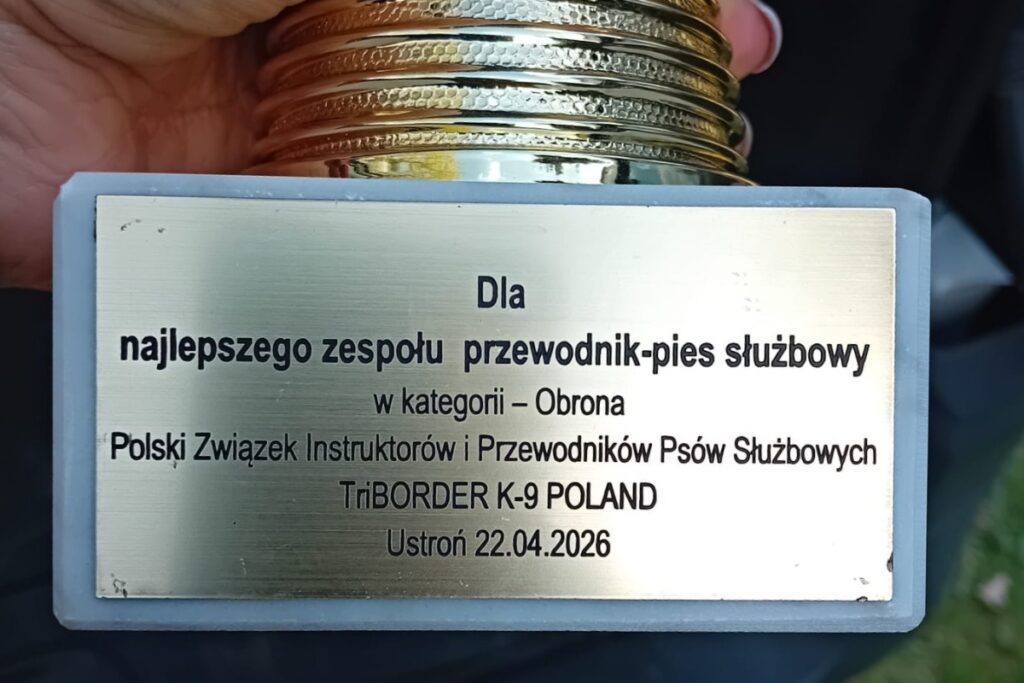 Dla
najlepszego zespołu przewodnik-pies służbowy
w kategorii – Obrona
Polski Związek Instruktorów i Przewodników Psów Służbowych
TriBORDER K-9 POLAND
Ustroń 22.04.2026